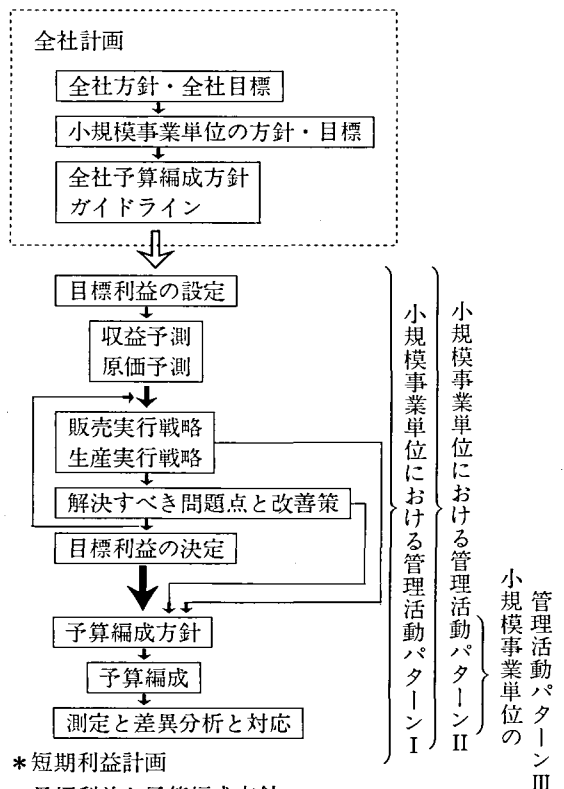 全社計画
全社方針・全社目標
小規模事業単位の方針・目標
全社予算編成方針
ガイドライン
目標利益の設定
収益予測
原価予測
販売実行戦略
生産実行戦略
解決すべき問題点と改善策
目標利益の決定
予算編成方針
予算編成
測定と差異分析と対応
小規模事業単位における管理活動パターンI
小規模事業単位における管理活動パターンII
小規模事業単位の
管理活動パターンIII
*短期利益計画